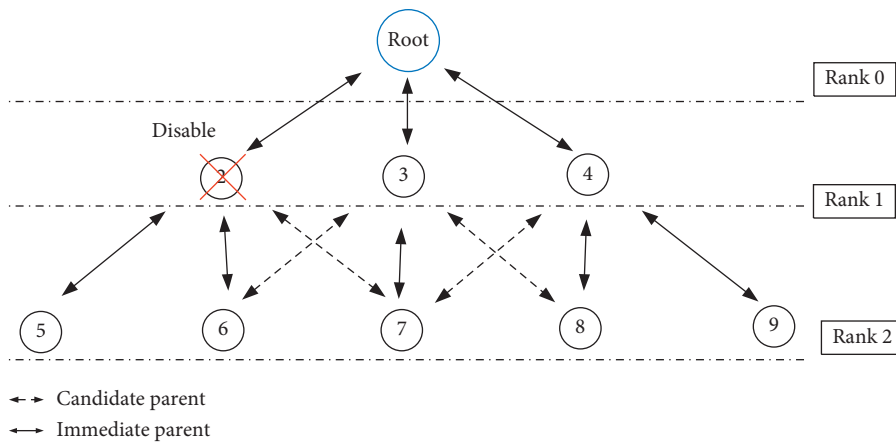 Root
Rank 0
Disable
2
3
4
Rank 1
5
6
7
8
9
Rank 2
Candidate parent
Immediate parent